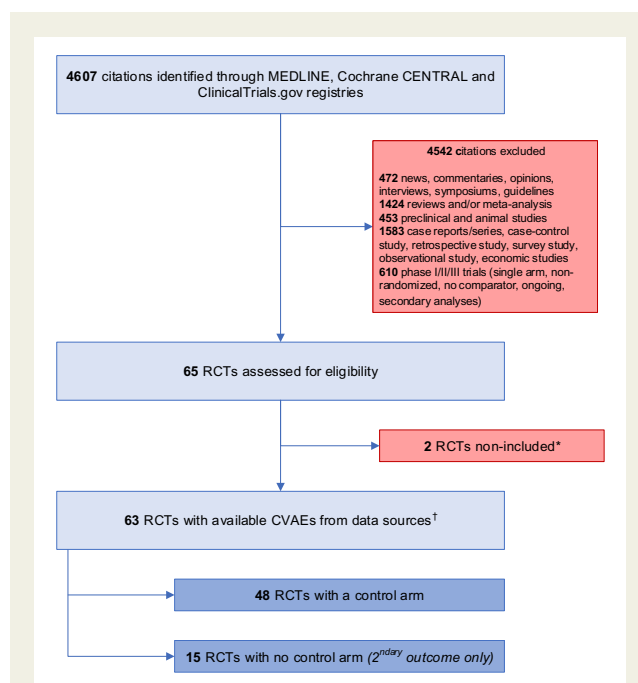 4607 citations identified through MEDLINE, Cochrane CENTRAL and
ClinicalTrials.gov registries
4542 citations excluded
472 news, commentaries, opinions,
interviews, symposiums, guidelines
1424 reviews and/or meta-analysis
453 preclinical and animal studies
1583 case reports/series, case-control
study, retrospective study, survey study,
observational study, economic studies
610 phase I/II/III trials (single arm, non-
randomized, no comparator, ongoing,
secondary analyses)
65 RCTs assessed for eligibility
2 RCTs non-included*
63 RCTs with available CVAEs from data sources†
48 RCTs with a control arm
15 RCTs with no control arm (2ndary outcome only)